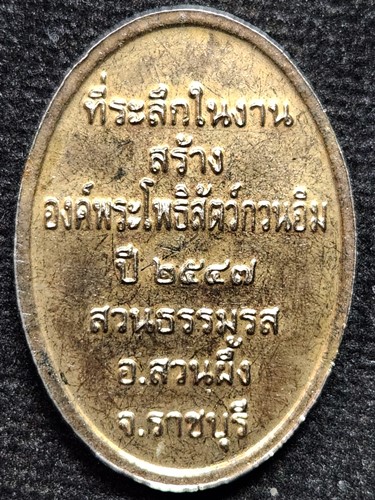 ที่ระลึกในงาน
สร้าง
องค์พระโพธิสัตว์กวนอิม
ปี ๒๕๔๗
สวนธรรมรส
อ.สวนผึ้ง
จ.ราชบุรี